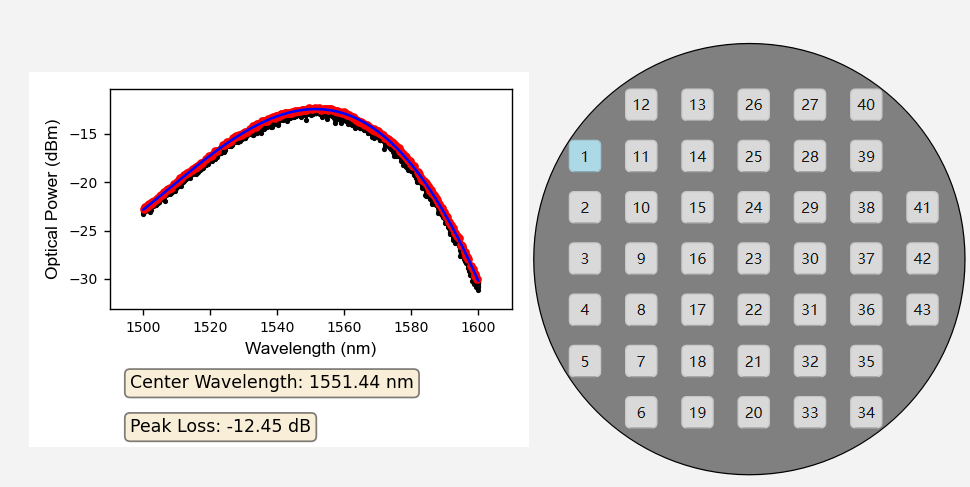 Optical Power (dBm)
−15
−20
−25
−30
1500 1520 1540 1560 1580 1600
Wavelength (nm)
Center Wavelength: 1551.44 nm
Peak Loss: -12.45 dB
12 13 26 27 40
1 11 14 25 28 39
2 10 15 24 29 38 41
3 9 16 23 30 37 42
4 8 17 22 31 36 43
5 7 18 21 32 35
6 19 20 33 34